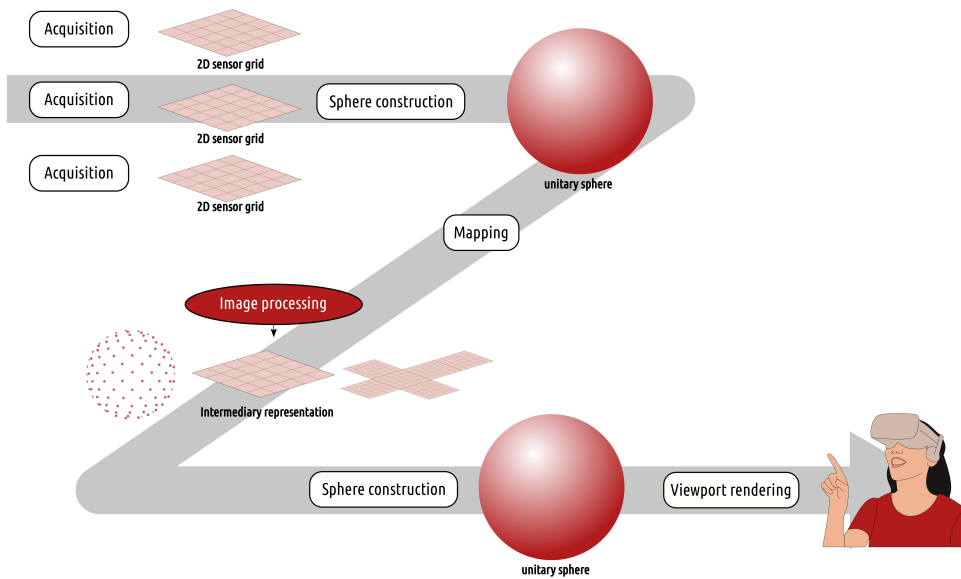 Acquisition
2D sensor grid
Acquisition
Sphere construction
2D sensor grid
Acquisition
unitary sphere
2D sensor grid
Mapping
Image processing
Intermediary representation
Sphere construction
Viewport rendering
unitary sphere